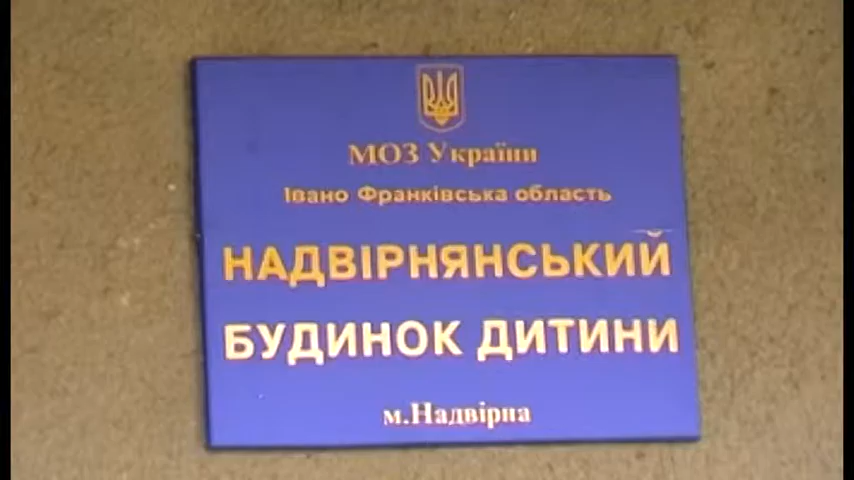 МОЗ України
Івано Франківська область
НАДВІРНЯНСЬКИЙ
БУДИНОК ДИТИНИ
м.Надвірна